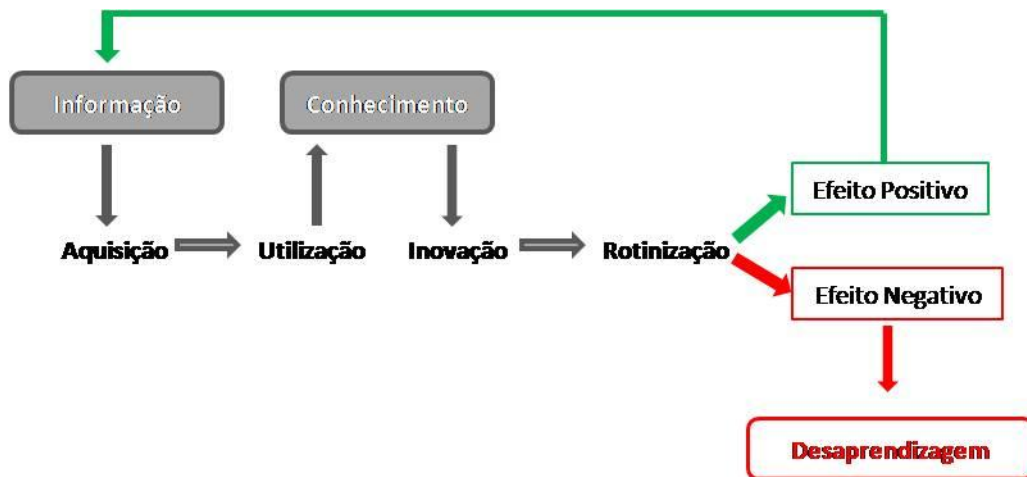 Informação
Conhecimento
Efeito Positivo
Aquisição
Utilização
Inovação
Rotinização
Efeito Negativo
Desaprendizagem